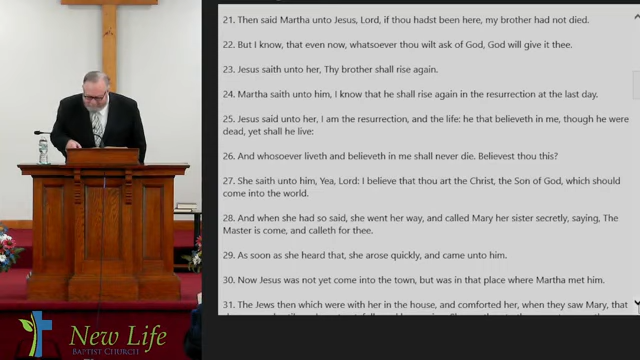 21. Then said Martha unto Jesus, Lord, if thou hadst been here, my brother had not died.
22. But I know, that even now, whatsoever thou wilt ask of God, God will give it thee.
23. Jesus saith unto her, Thy brother shall rise again.
24. Martha saith unto him, I know that he shall rise again in the resurrection at the last day.
25. Jesus said unto her, I am the resurrection, and the life: he that believeth in me, though he were
dead, yet shall he live:
26. And whosoever liveth and believeth in me shall never die. Believest thou this?
27. She saith unto him, Yea, Lord: I believe that thou art the Christ, the Son of God, which should
come into the world.
28. And when she had so said, she went her way, and called Mary her sister secretly, saying, The
Master is come, and calleth for thee.
29. As soon as she heard that, she arose quickly, and came unto him.
30. Now Jesus was not yet come into the town, but was in that place where Martha met him.
31. The Jews then which were with her in the house, and comforted her, when they saw Mary, that
New Life
BAPTIST CHURCH